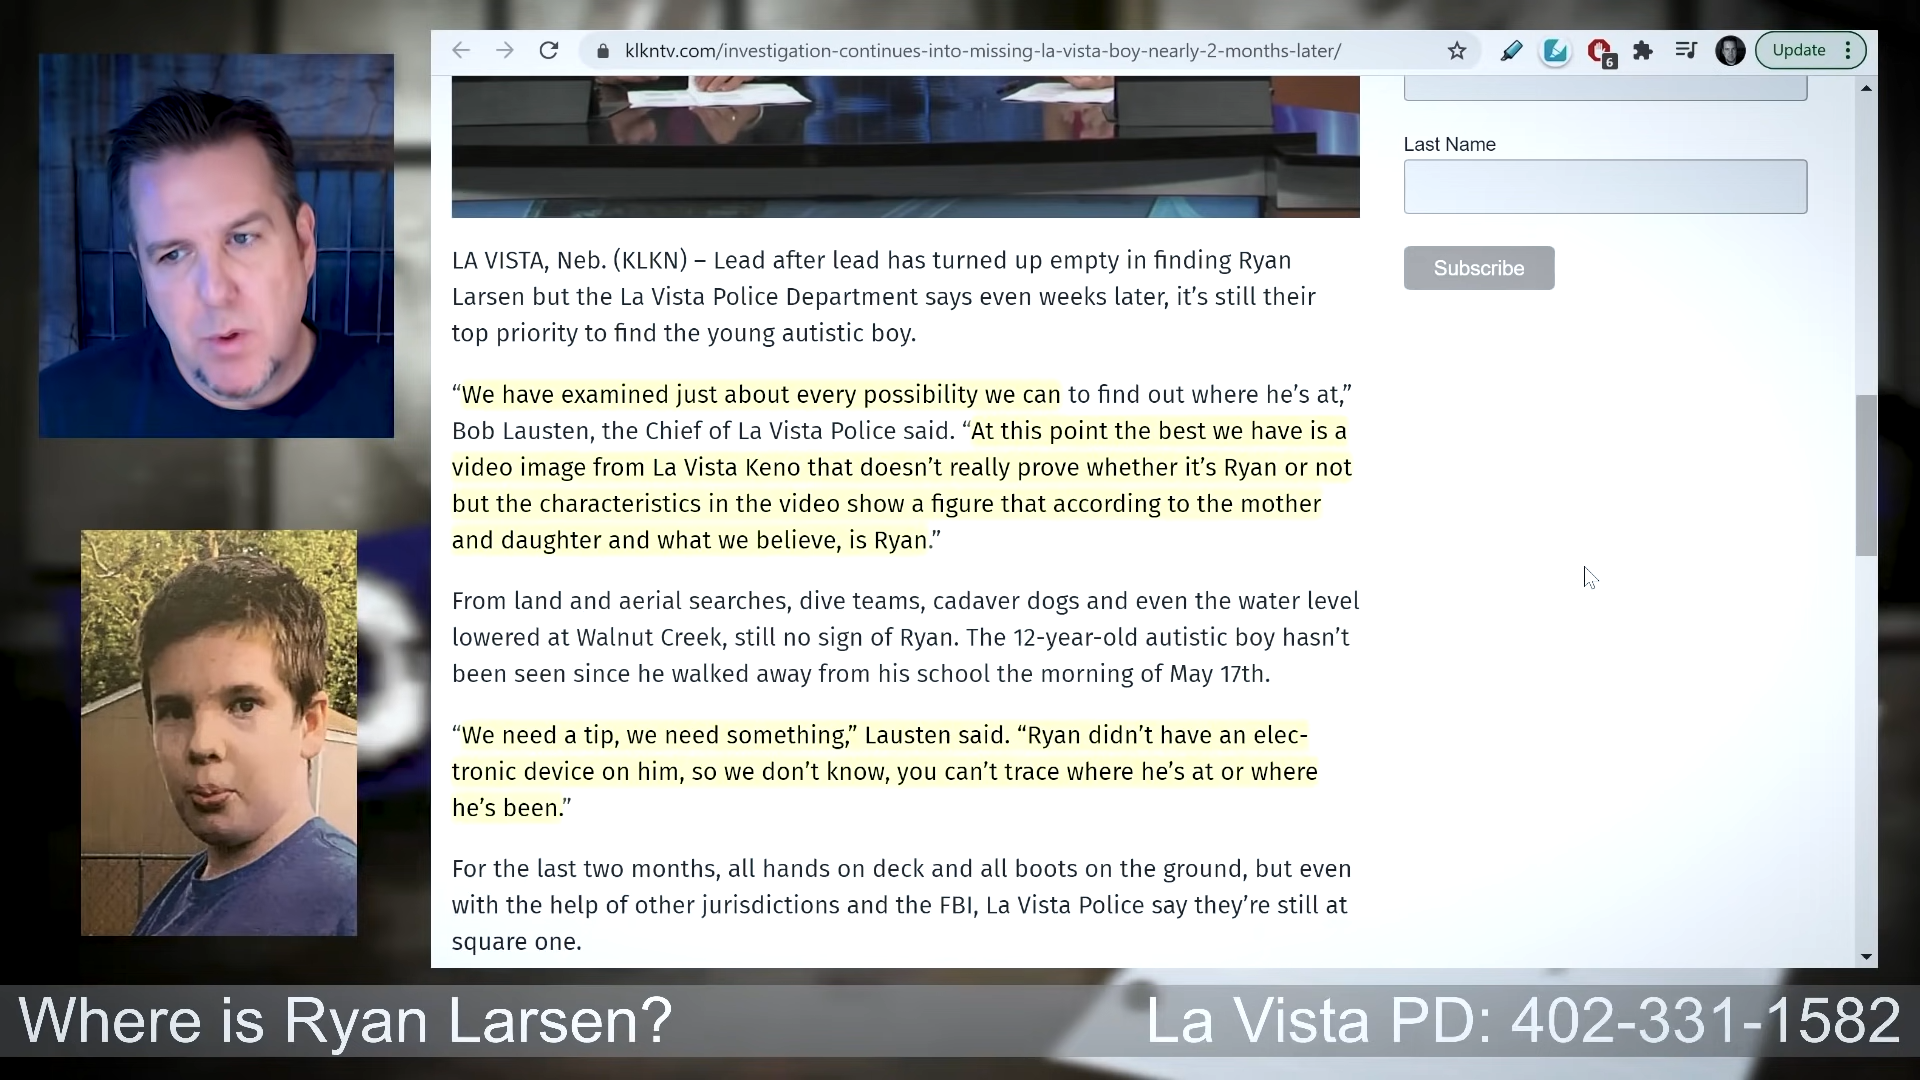 klkntv.com/investigation-continues-into-missing-la-vista-boy-nearly-2-months-later/
6
Update
Last Name
Subscribe
LA VISTA, Neb. (KLKN) – Lead after lead has turned up empty in finding Ryan
Larsen but the La Vista Police Department says even weeks later, it’s still their
top priority to find the young autistic boy.
“We have examined just about every possibility we can to find out where he’s at,”
Bob Lausten, the Chief of La Vista Police said. “At this point the best we have is a
video image from La Vista Keno that doesn’t really prove whether it’s Ryan or not
but the characteristics in the video show a figure that according to the mother
and daughter and what we believe, is Ryan.”
From land and aerial searches, dive teams, cadaver dogs and even the water level
lowered at Walnut Creek, still no sign of Ryan. The 12-year-old autistic boy hasn’t
been seen since he walked away from his school the morning of May 17th.
“We need a tip, we need something,” Lausten said. “Ryan didn’t have an elec-
tronic device on him, so we don’t know, you can’t trace where he’s at or where
he’s been.”
For the last two months, all hands on deck and all boots on the ground, but even
with the help of other jurisdictions and the FBI, La Vista Police say they’re still at
square one.
Where is Ryan Larsen?
La Vista PD: 402-331-1582